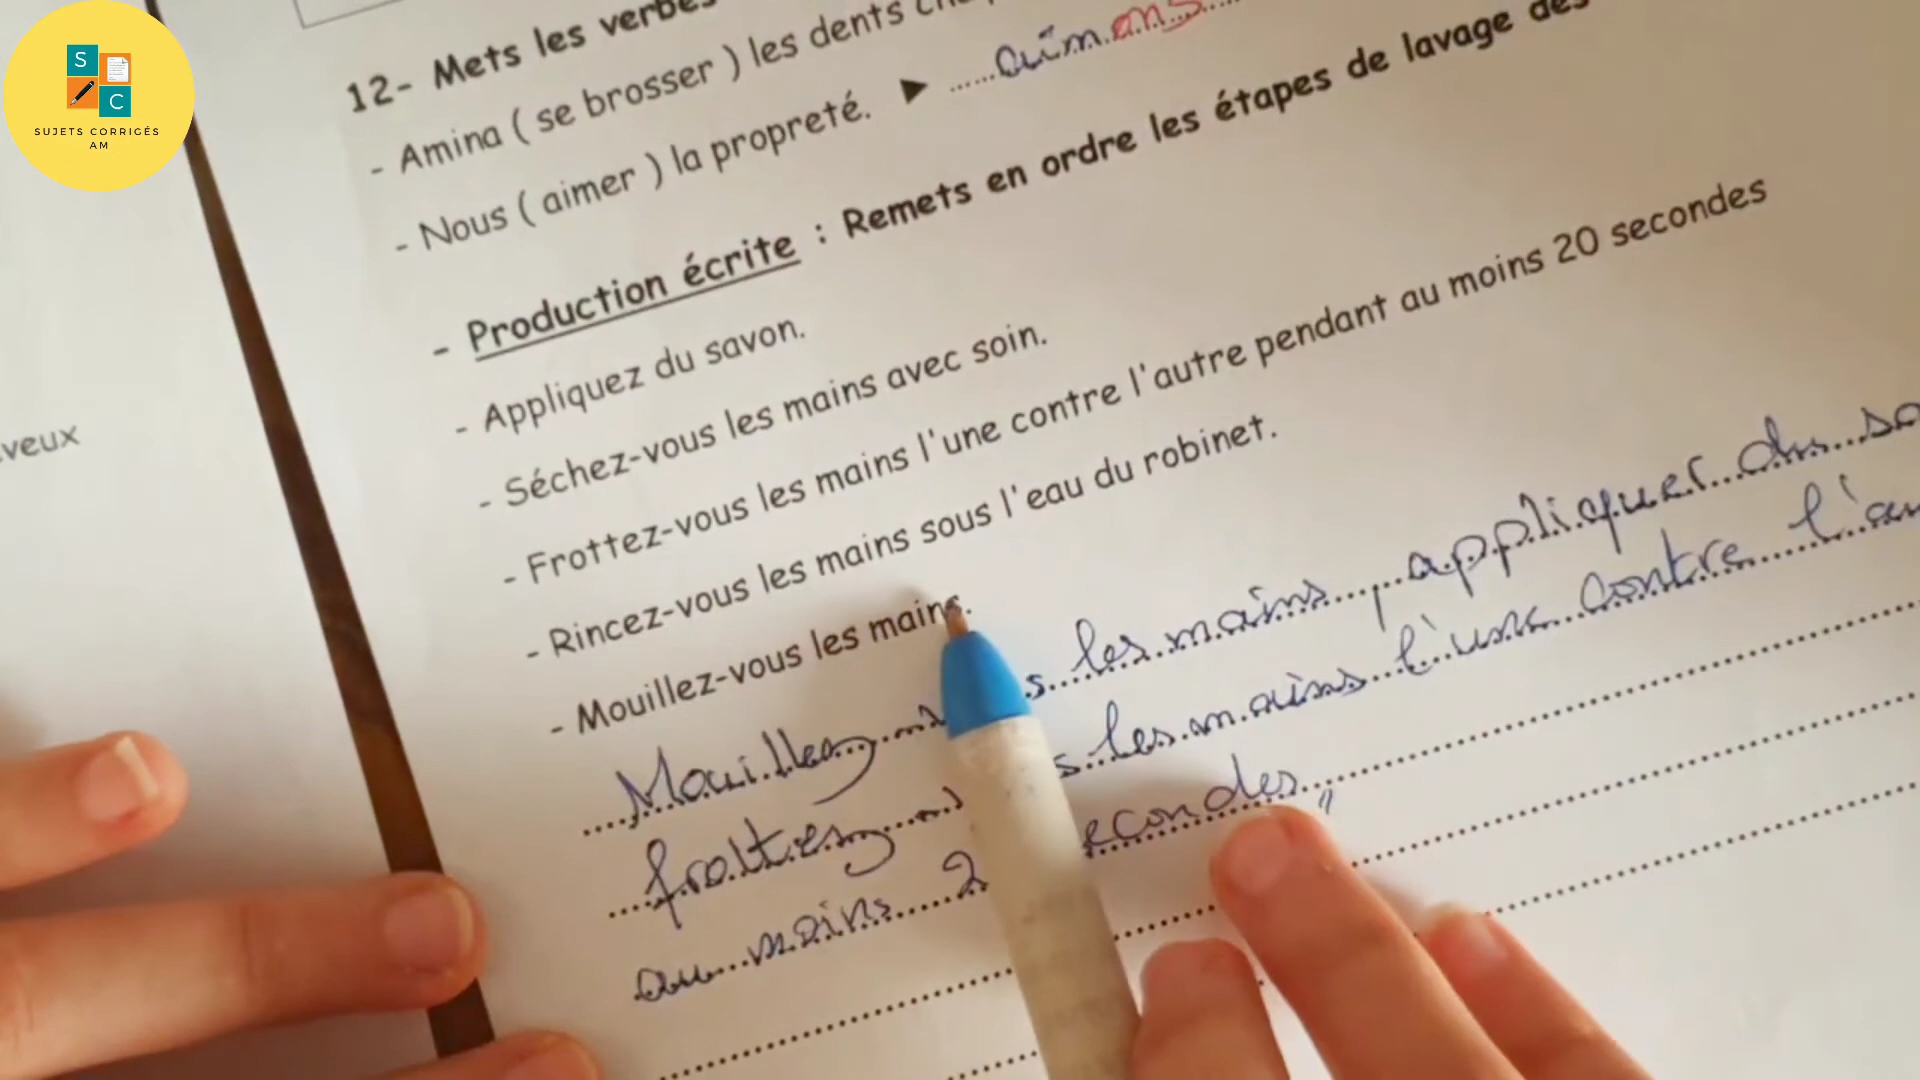 S
C
SUJETS CORRIGÉS
AM
12- Mets les verbes
- Amina ( se brosser ) les dents
- Nous ( aimer ) la propreté. ► ......aimons
- Production écrite : Remets en ordre les étapes de lavage des
- Appliquez du savon.
- Séchez-vous les mains avec soin.
- Frottez-vous les mains l'une contre l'autre pendant au moins 20 secondes
- Rincez-vous les mains sous l'eau du robinet.
- Mouillez-vous les mains.
veux
Mouillez les mains, appliquer du
frottez les mains l'une contre
au moins 2 secondes,